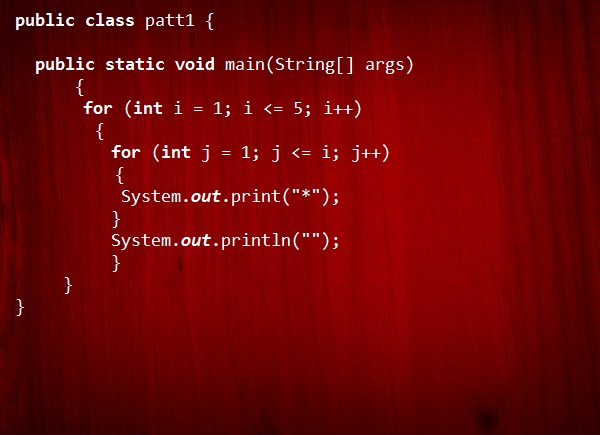 public class patt1 {
public static void main(String[] args)
{
for (int i = 1; i <= 5; i++)
{
for (int j = 1; j <= i; j++)
{
System.out.print("*");
}
System.out.println("");
}
}
}